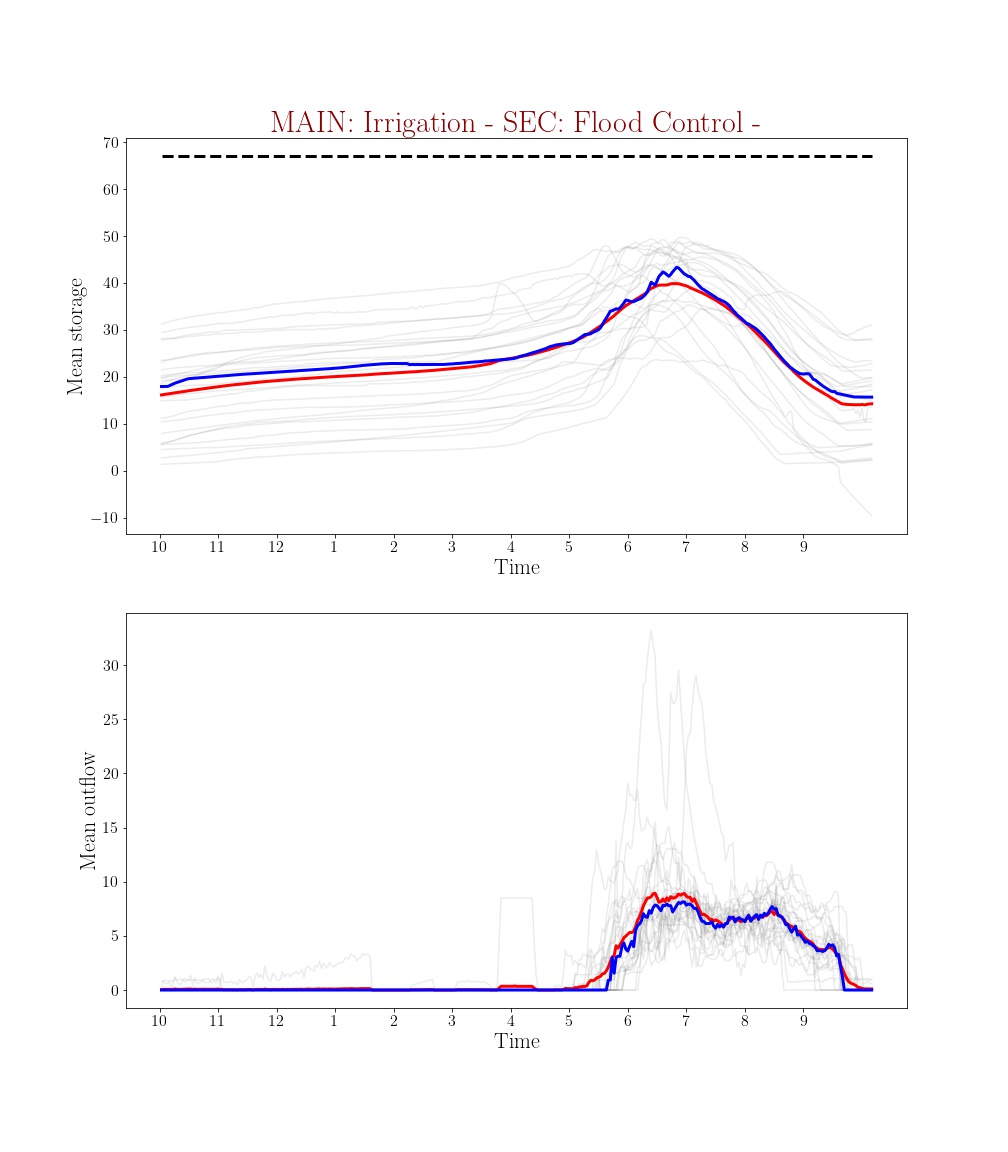 MAIN: Irrigation - SEC: Flood Control -
70
60
50
40
30
20
10
0
−10
Mean storage
10 11 12 1 2 3 4 5 6 7 8 9
Time
30
25
20
15
10
5
0
Mean outflow
10 11 12 1 2 3 4 5 6 7 8 9
Time